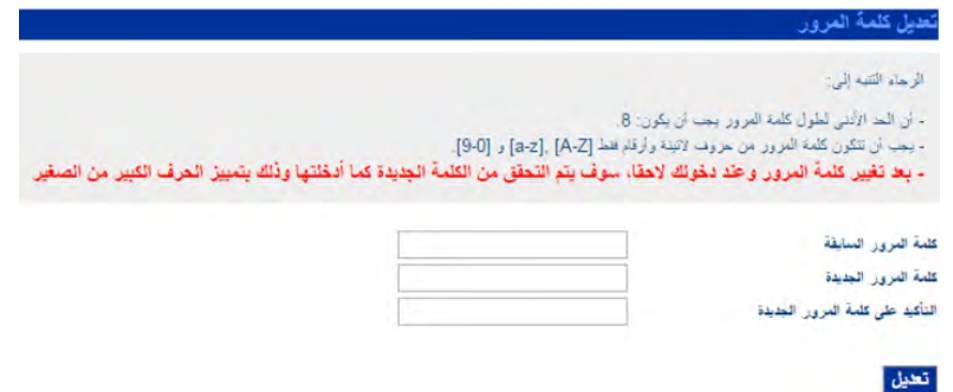 تعديل كلمة المرور
الرجاء التنبه إلى:
- أن الحد الأدنى لطول كلمة المرور يجب أن يكون: 8.
- يجب أن تتكون كلمة المرور من حروف لاتينة وأرقام فقط [A-Z] ,[a-z] و [0-9].
- بعد تغيير كلمة المرور وعند دخولك لاحقا، سوف يتم التحقق من الكلمة الجديدة كما أدخلتها وذلك بتمييز الحرف الكبير من الصغير
كلمة المرور السابقة
كلمة المرور الجديدة
التأكيد على كلمة المرور الجديدة
تعديل